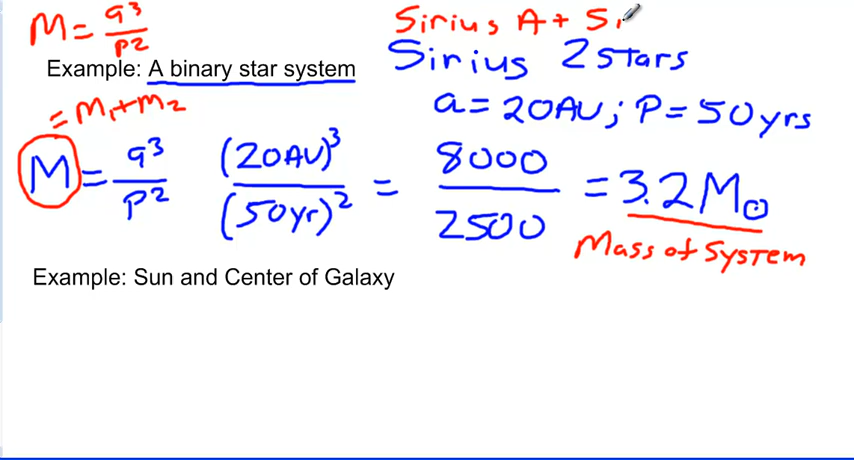 M = a³/P²
Sirius A + Si
Example: A binary star system
Sirius 2 stars
= M₁+M₂
a = 20AU; P = 50yrs
M = a³/P² (20AU)³/(50yr)² = 8000/2500 = 3.2M☉
Mass of System
Example: Sun and Center of Galaxy